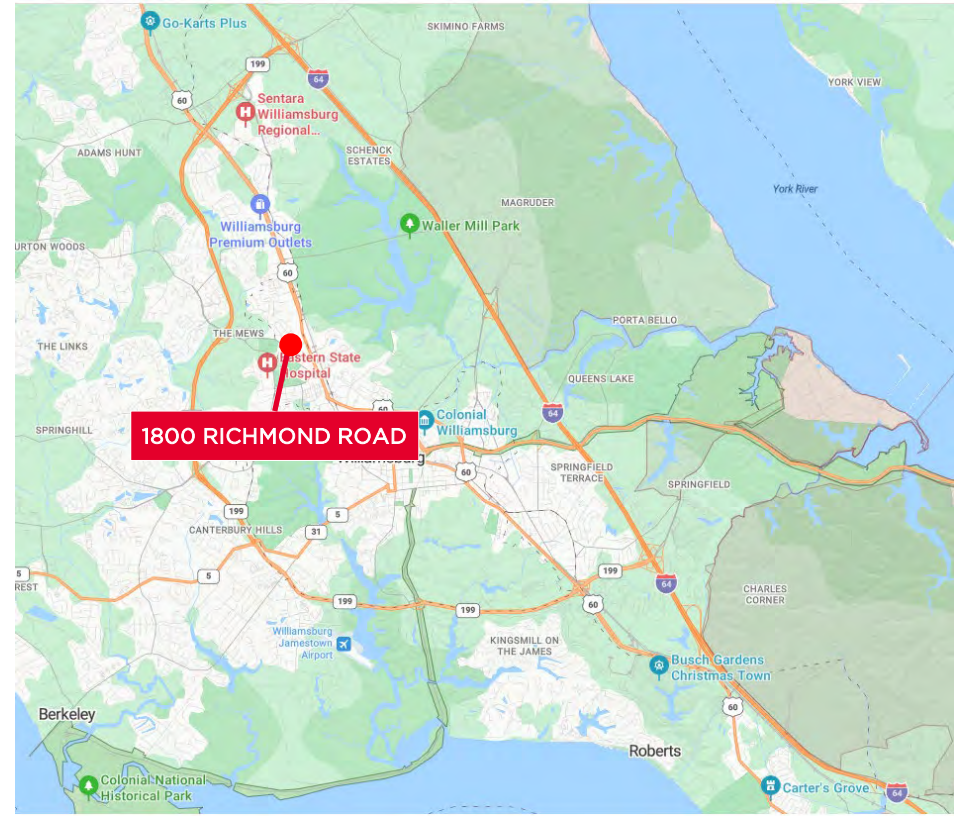 Go-Karts Plus
SKIMINO FARMS
199
64
YORK VIEW
60
Sentara
Williamsburg
Regional...
ADAMS HUNT
SCHENCK
ESTATES
York River
MAGRUDER
Williamsburg
Premium Outlets
Waller Mill Park
URTON WOODS
60
PORTA BELLO
THE MEWS
THE LINKS
H
Eastern State
Hospital
QUEENS LAKE
60
64
Colonial
Williamsburg
1800 RICHMOND ROAD
SPRINGHILL
Williamsburg
60
SPRINGFIELD
TERRACE
SPRINGFIELD
199
5
CANTERBURY HILLS
31
5
REST
5
199
64
CHARLES
CORNER
199
199
60
Williamsburg
Jamestown
Airport
KINGSMILL ON
THE JAMES
Busch Gardens
Christmas Town
60
Berkeley
Roberts
Colonial National
Historical Park
Carter's Grove
64